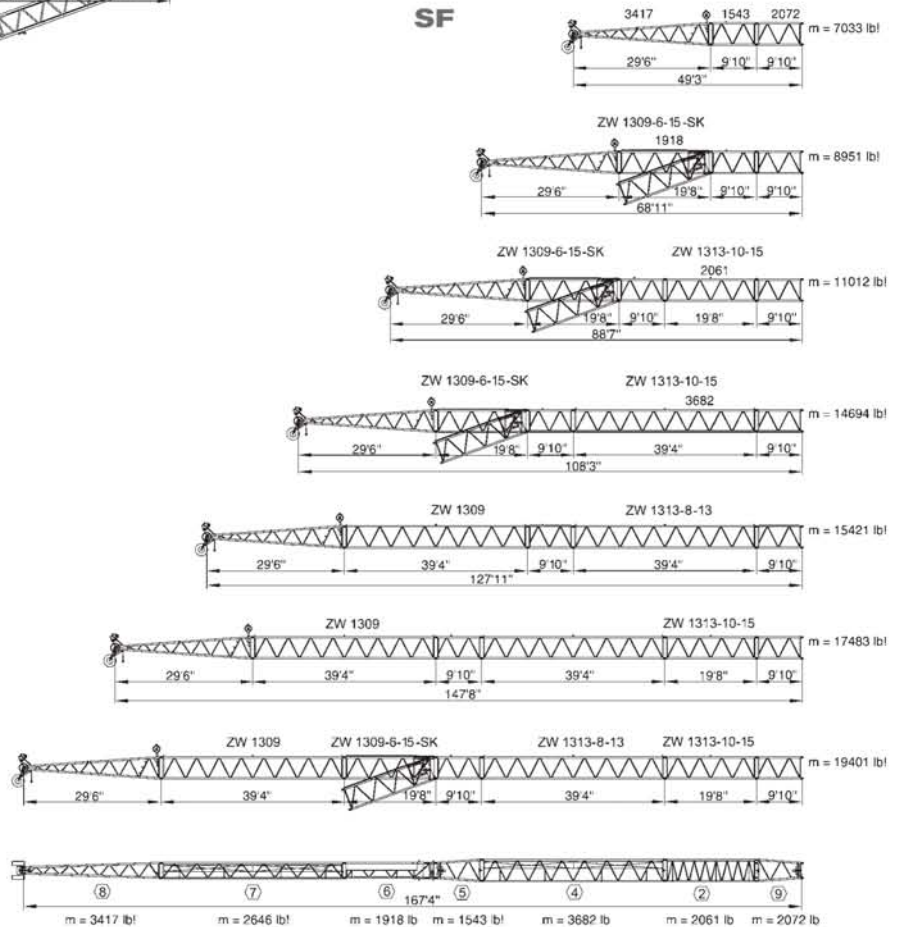 SF
3417 1543 2072
m = 7033 lb!
29'6" 9'10" 9'10"
49'3"
ZW 1309-6-15-SK
1918
m = 8951 lb!
29'6" 19'8" 9'10" 9'10"
68'11"
ZW 1309-6-15-SK ZW 1313-10-15
2061
m = 11012 lb!
29'6" 19'8" 9'10" 19'8" 9'10"
88'7"
ZW 1309-6-15-SK ZW 1313-10-15
3682
m = 14694 lb!
29'6" 19'8" 9'10" 39'4" 9'10"
108'3"
ZW 1309 ZW 1313-8-13
m = 15421 lb!
29'6" 39'4" 9'10" 39'4" 9'10"
127'11"
ZW 1309 ZW 1313-10-15
m = 17483 lb!
29'6" 39'4" 9'10" 39'4" 19'8" 9'10"
147'8"
ZW 1309 ZW 1309-6-15-SK ZW 1313-8-13 ZW 1313-10-15
m = 19401 lb!
29'6" 39'4" 19'8" 9'10" 39'4" 19'8" 9'10"
8 7 6 5 4 2 9
167'4"
m = 3417 lb! m = 2646 lb! m = 1918 lb m = 1543 lb! m = 3682 lb m = 2061 lb m = 2072 lb